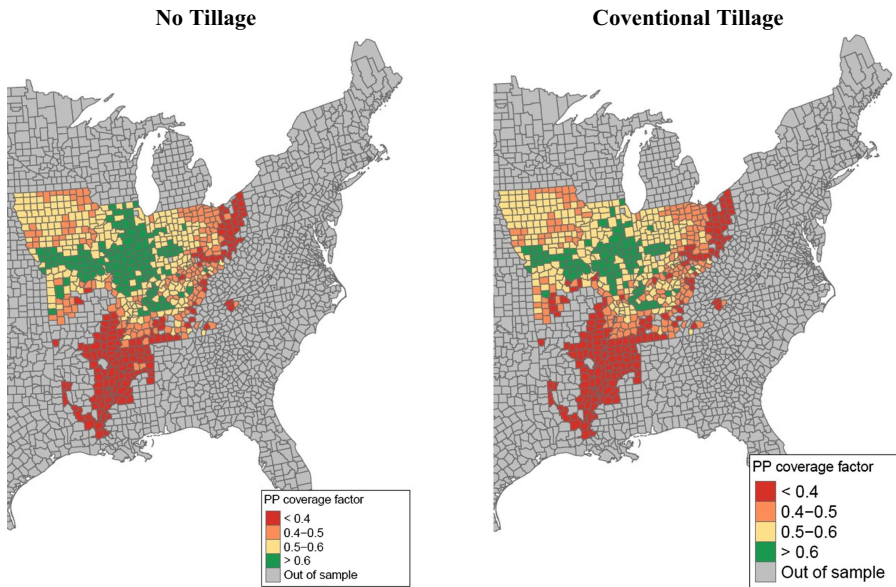 No Tillage
Coventional Tillage
PP coverage factor
< 0.4
0.4–0.5
0.5–0.6
> 0.6
Out of sample
PP coverage factor
< 0.4
0.4–0.5
0.5–0.6
> 0.6
Out of sample